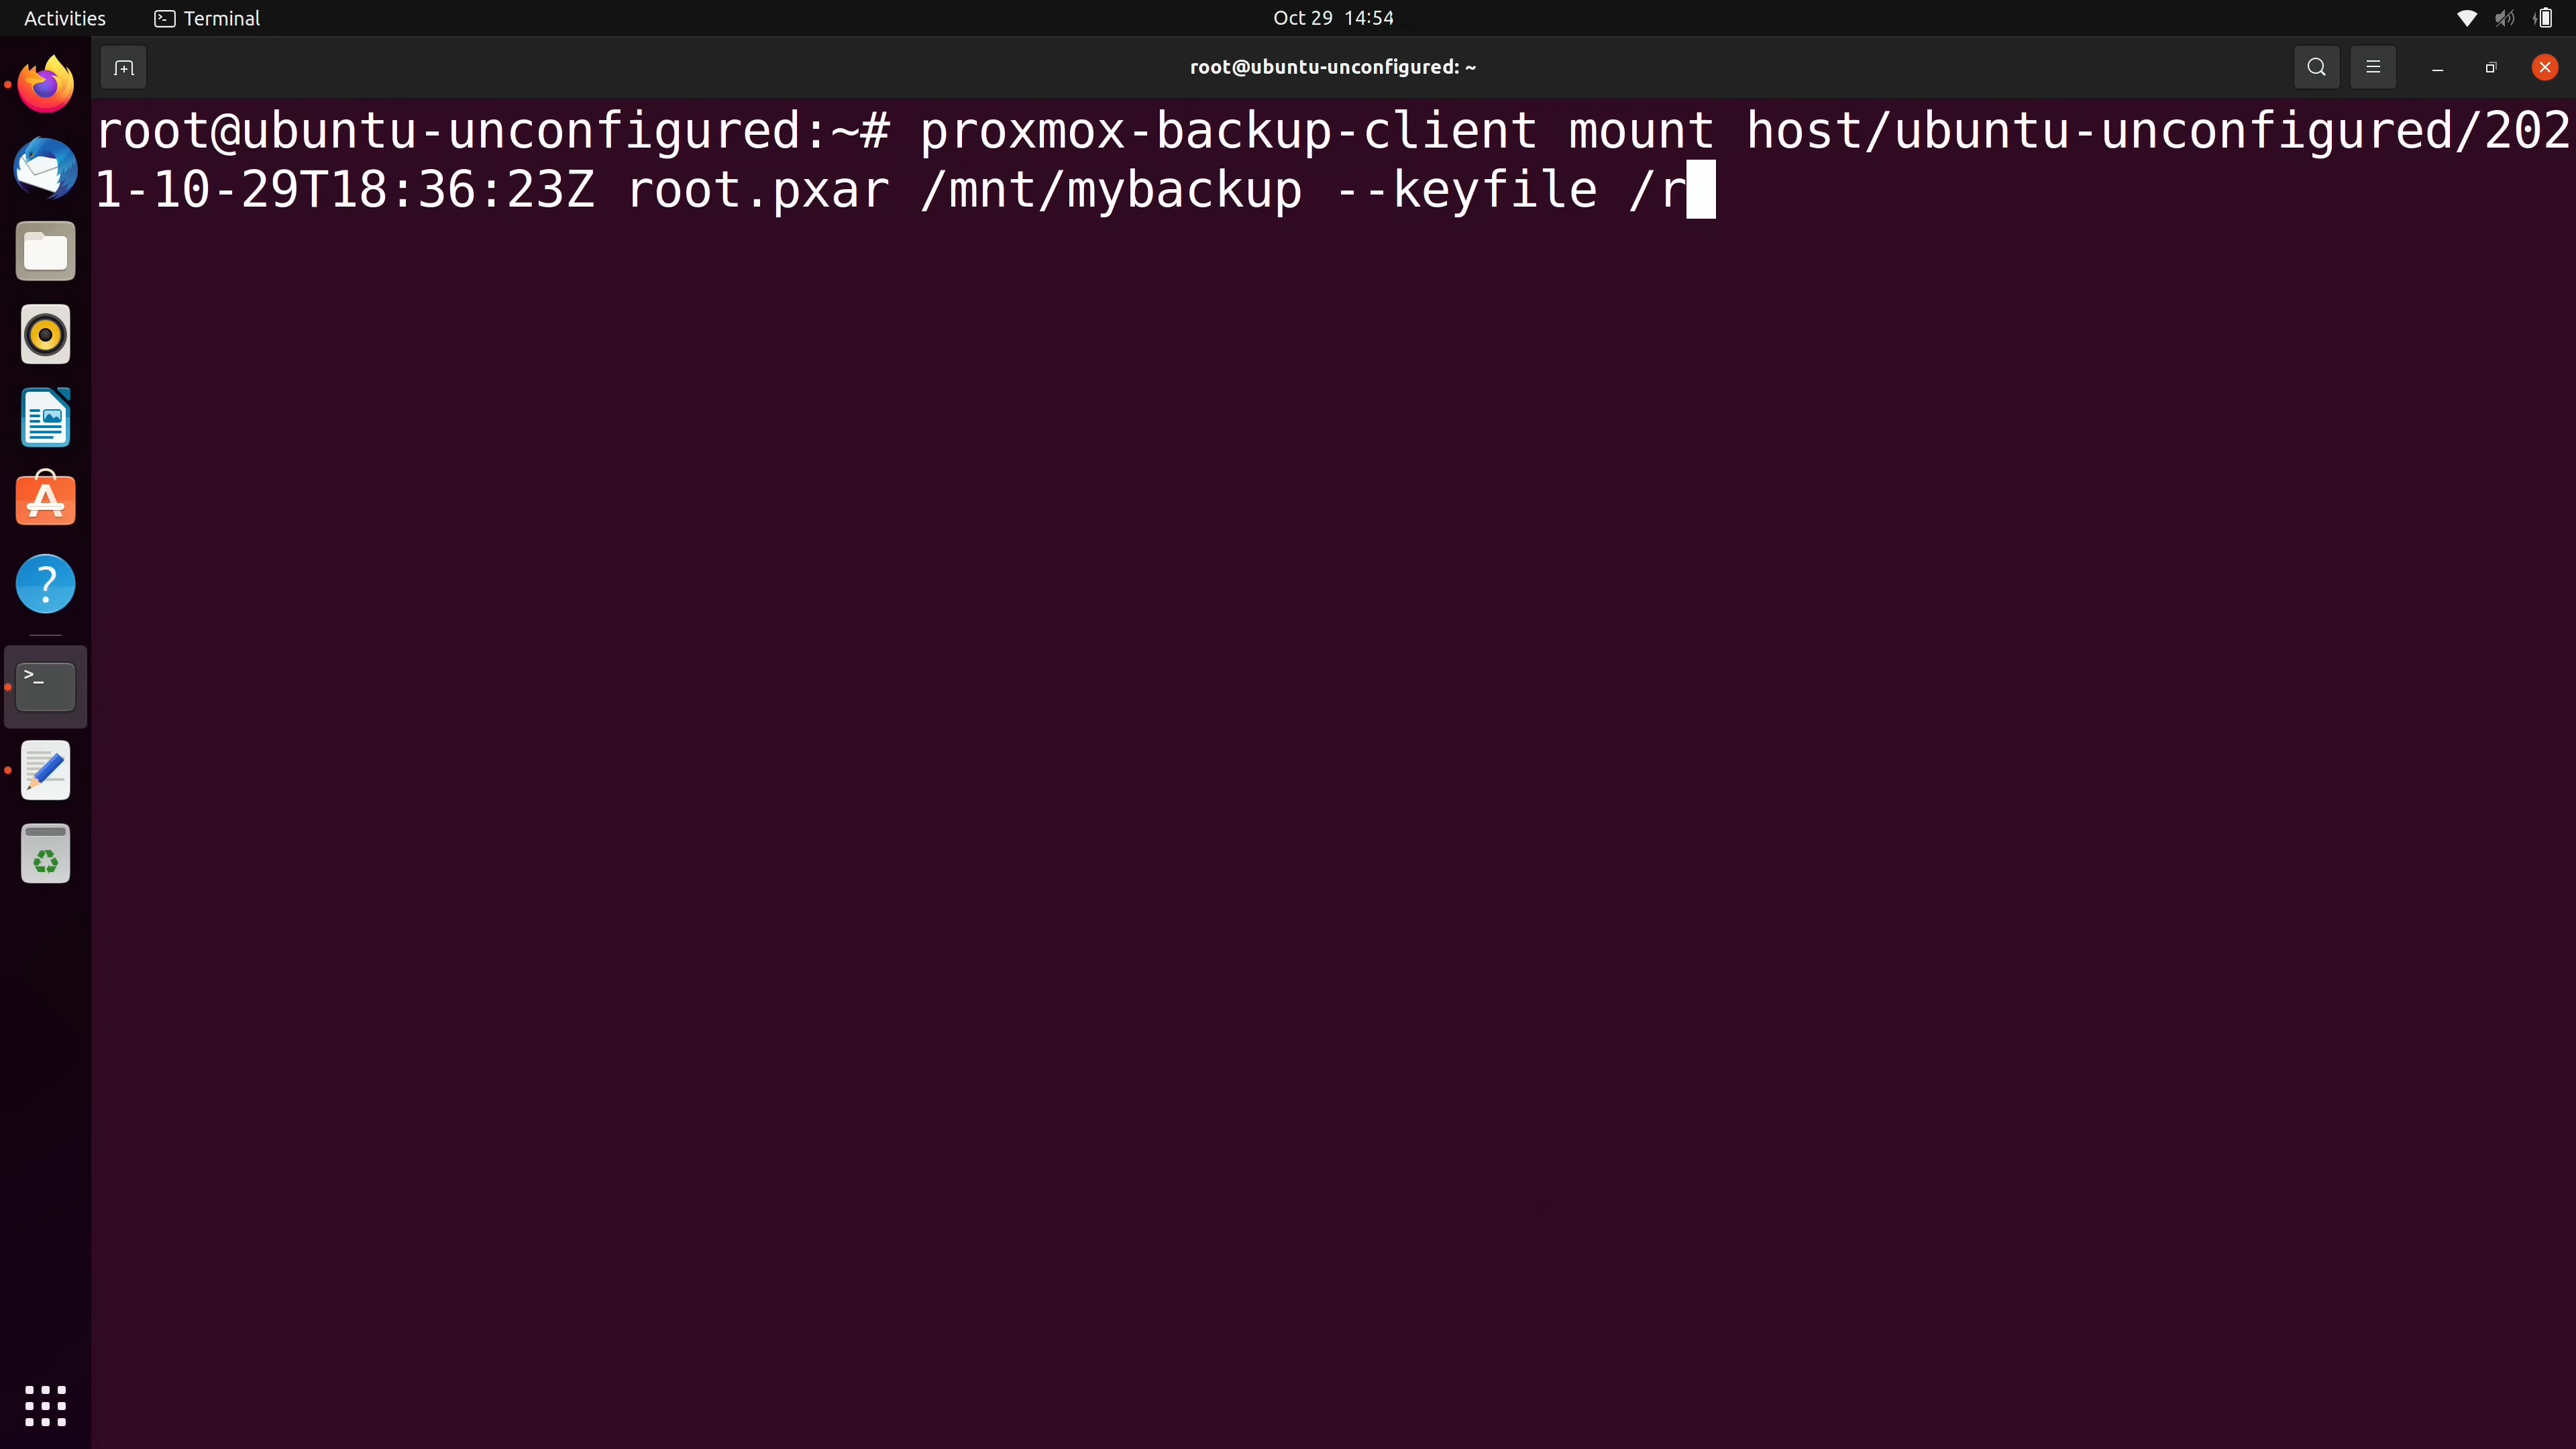 Activities Terminal Oct 29 14:54
root@ubuntu-unconfigured: ~
root@ubuntu-unconfigured:~# proxmox-backup-client mount host/ubuntu-unconfigured/202
1-10-29T18:36:23Z root.pxar /mnt/mybackup --keyfile /r